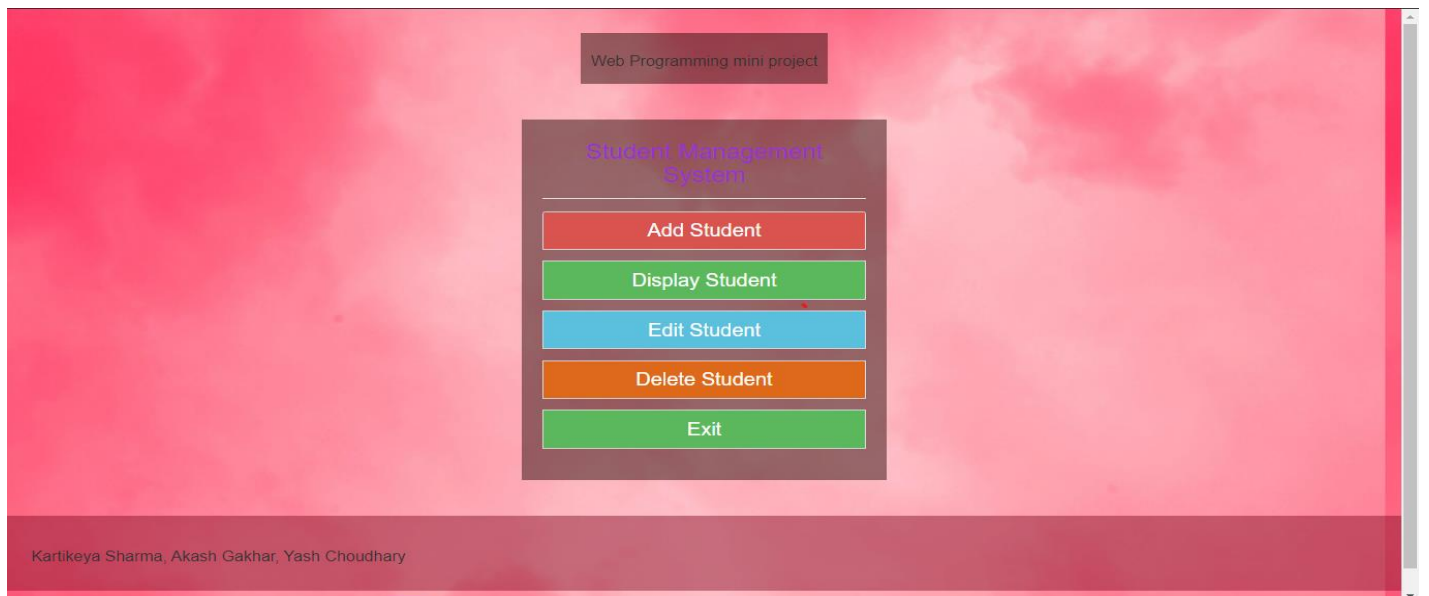 Web Programming mini project
Student Management
System
Add Student
Display Student
Edit Student
Delete Student
Exit
Kartikeya Sharma, Akash Gakhar, Yash Choudhary